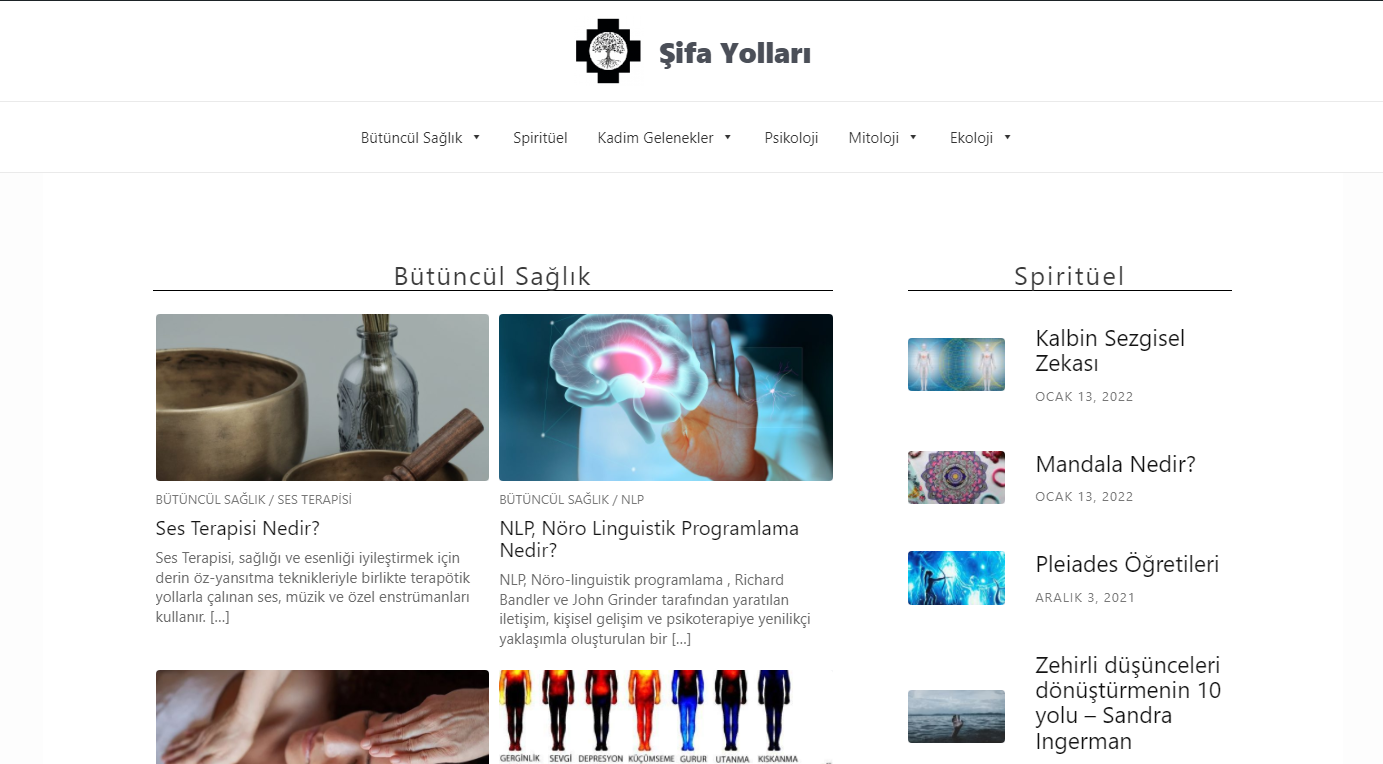 Şifa Yolları
Bütüncül Sağlık
Spiritüel
Kadim Gelenekler
Psikoloji
Mitoloji
Ekoloji
Bütüncül Sağlık
BÜTÜNCÜL SAĞLIK / SES TERAPİSİ
Ses Terapisi Nedir?
Ses Terapisi, sağlığı ve esenliği iyileştirmek için
derin öz-yansıtma teknikleriyle birlikte terapötik
yollarla çalınan ses, müzik ve özel enstrümanları
kullanır. [...]
BÜTÜNCÜL SAĞLIK / NLP
NLP, Nöro Linguistik Programlama
Nedir?
NLP, Nöro-linguistik programlama , Richard
Bandler ve John Grinder tarafından yaratılan
iletişim, kişisel gelişim ve psikoterapiye yenilikçi
yaklaşımla oluşturulan bir [...]
GERGİNLİK SEVGİ DEPRESYON KÜÇÜMSEME GURUR UTANMA KISKANMA
Spiritüel
Kalbin Sezgisel
Zekası
OCAK 13, 2022
Mandala Nedir?
OCAK 13, 2022
Pleiades Öğretileri
ARALIK 3, 2021
Zehirli düşünceleri
dönüştürmenin 10
yolu – Sandra
Ingerman